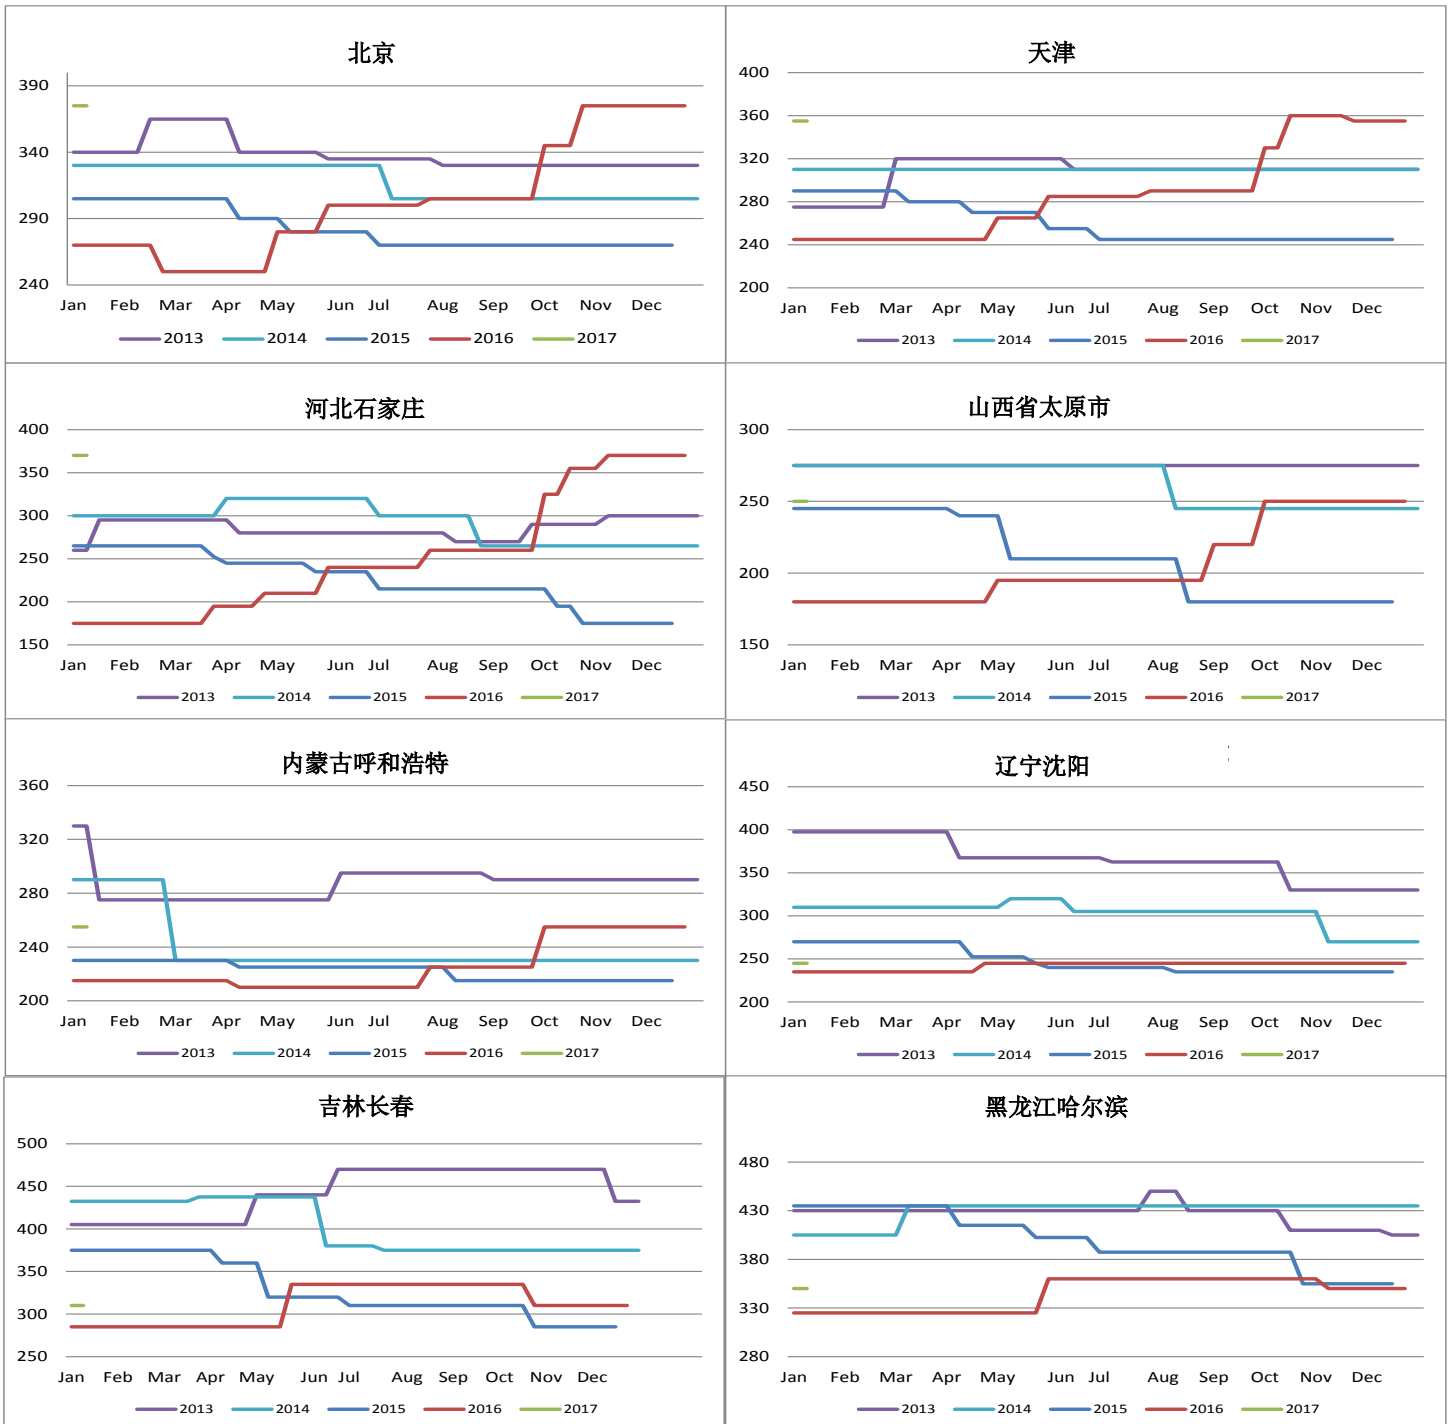 北京
390
340
290
240
Jan Feb Mar Apr May Jun Jul Aug Sep Oct Nov Dec
2013 2014 2015 2016 2017
天津
400
360
320
280
240
200
Jan Feb Mar Apr May Jun Jul Aug Sep Oct Nov Dec
2013 2014 2015 2016 2017
河北石家庄
400
350
300
250
200
150
Jan Feb Mar Apr May Jun Jul Aug Sep Oct Nov Dec
2013 2014 2015 2016 2017
山西省太原市
300
250
200
150
Jan Feb Mar Apr May Jun Jul Aug Sep Oct Nov Dec
2013 2014 2015 2016 2017
内蒙古呼和浩特
360
320
280
240
200
Jan Feb Mar Apr May Jun Jul Aug Sep Oct Nov Dec
2013 2014 2015 2016 2017
辽宁沈阳
450
400
350
300
250
200
Jan Feb Mar Apr May Jun Jul Aug Sep Oct Nov Dec
2013 2014 2015 2016 2017
吉林长春
500
450
400
350
300
250
Jan Feb Mar Apr May Jun Jul Aug Sep Oct Nov Dec
2013 2014 2015 2016 2017
黑龙江哈尔滨
480
430
380
330
280
Jan Feb Mar Apr May Jun Jul Aug Sep Oct Nov Dec
2013 2014 2015 2016 2017